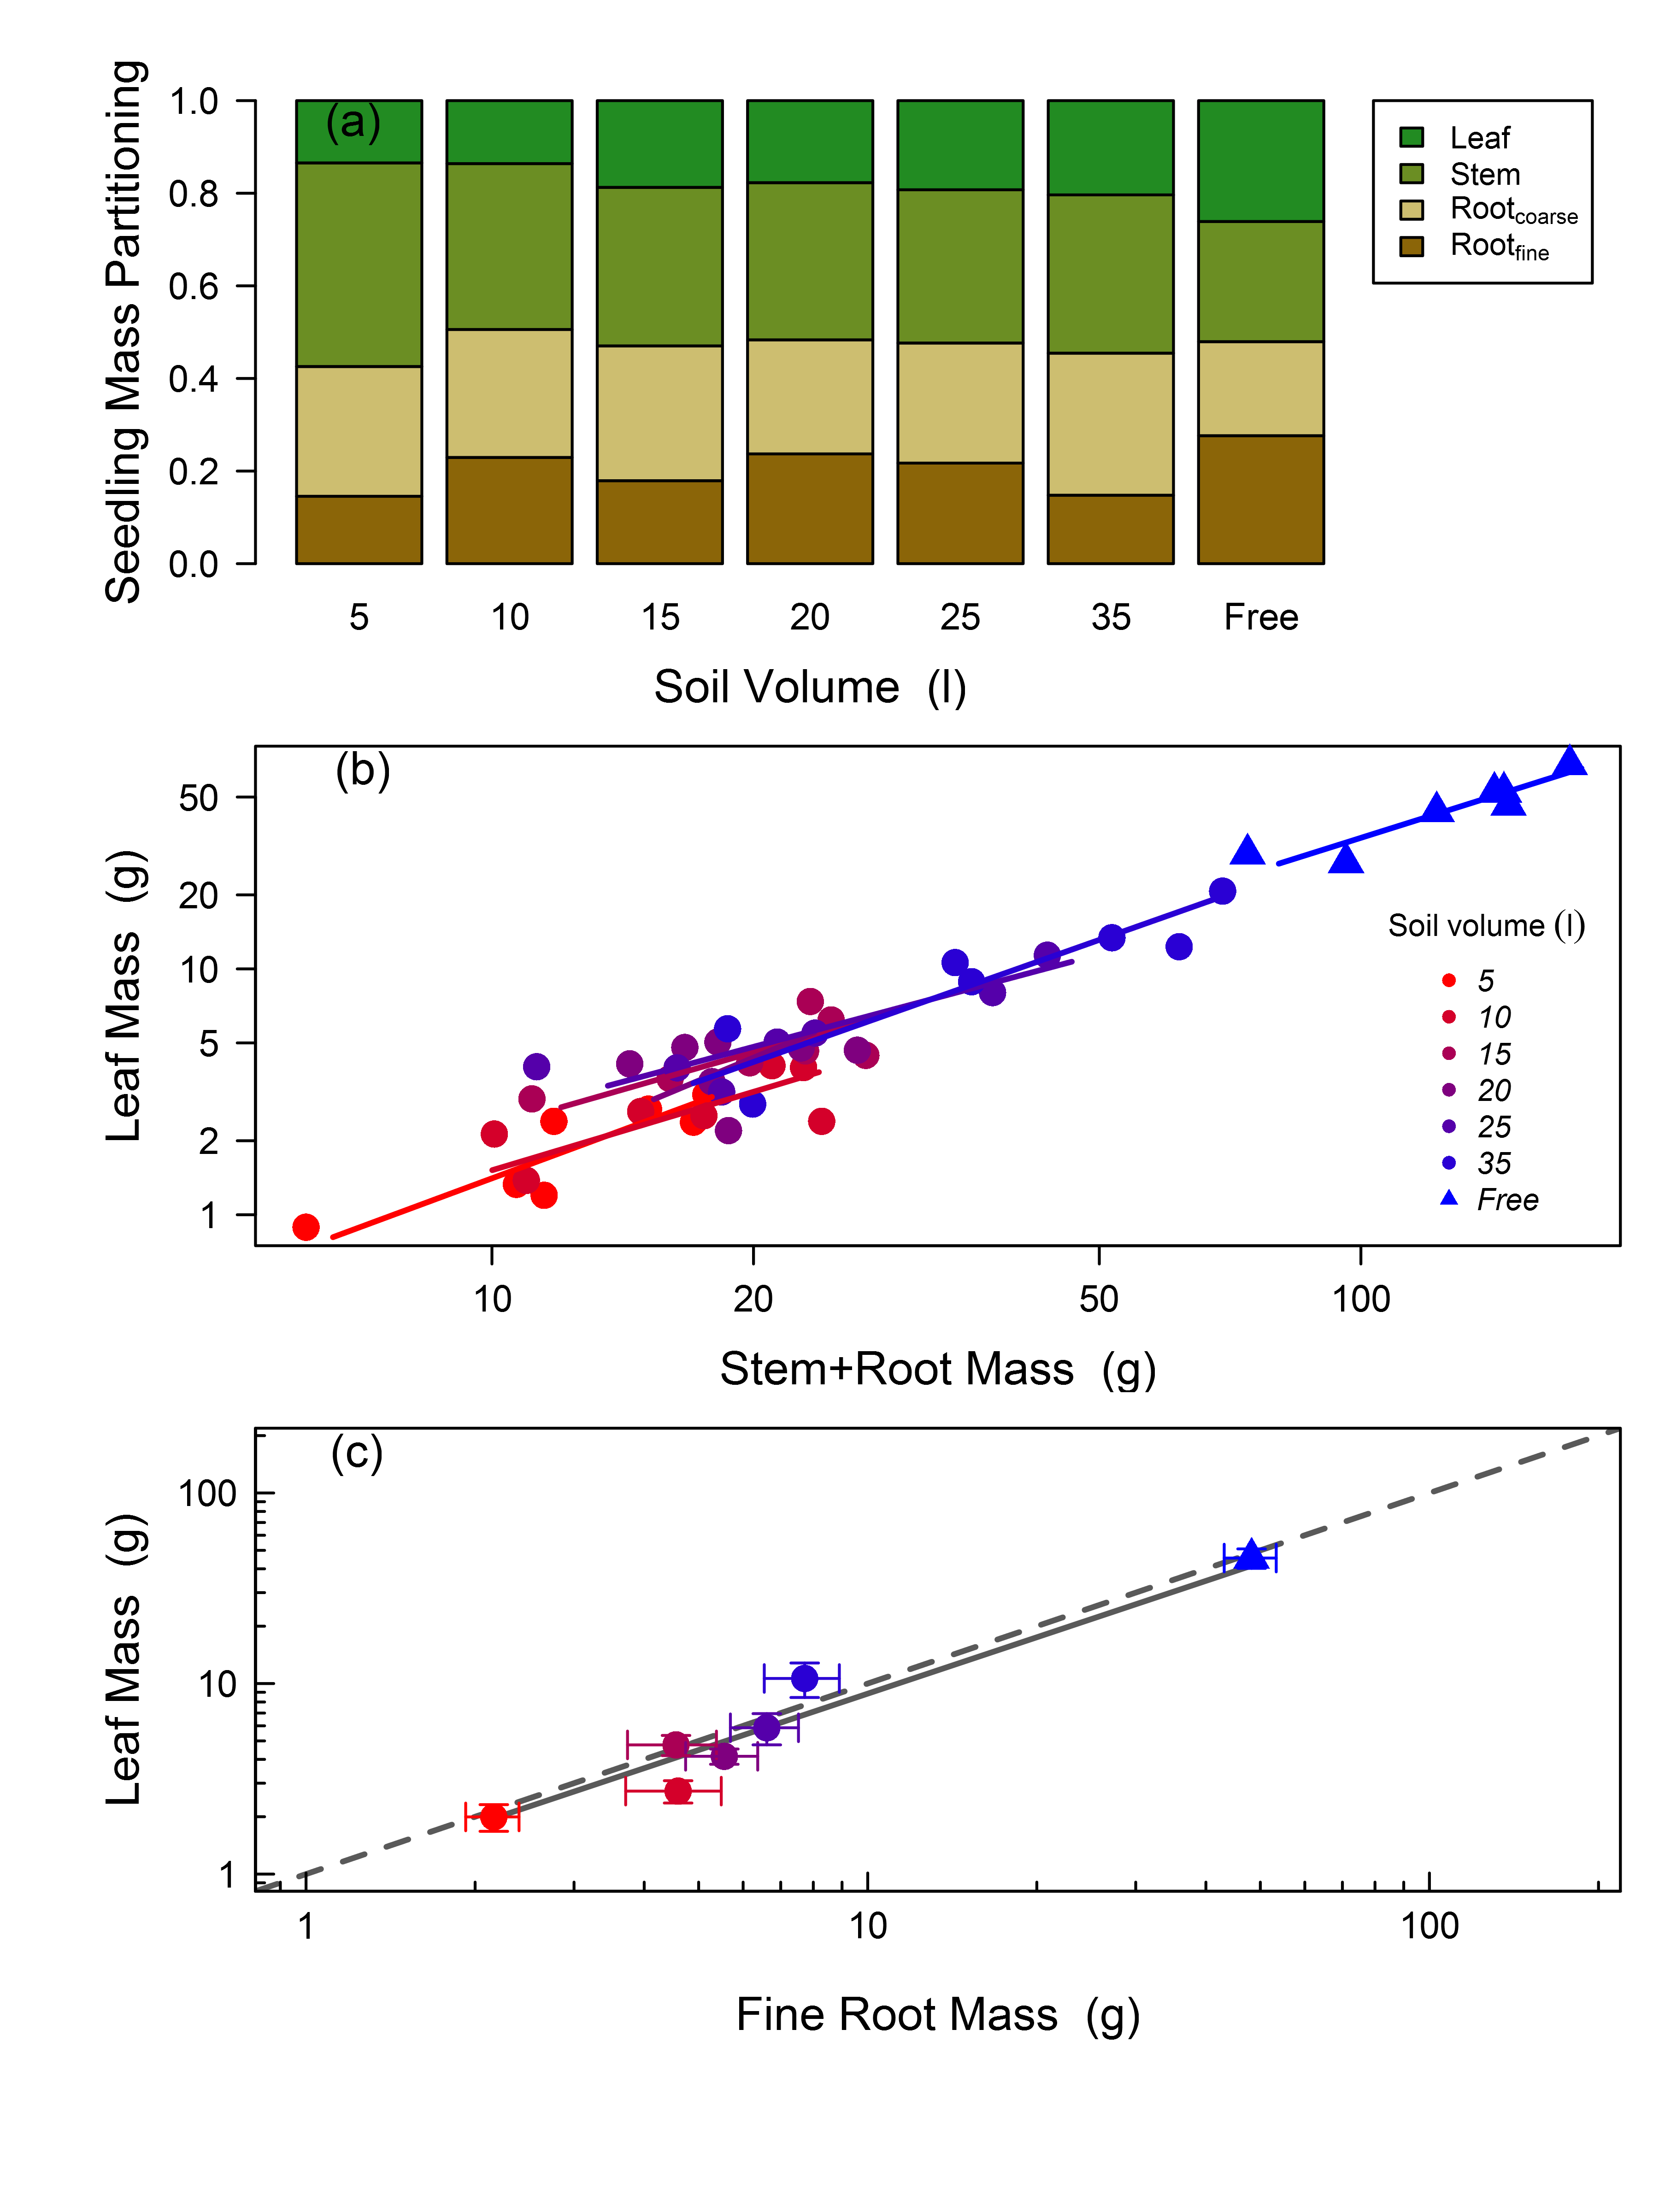 (a)
Seedling Mass Partitioning
1.0
0.8
0.6
0.4
0.2
0.0
5 10 15 20 25 35 Free
Soil Volume (l)
Leaf
Stem
Rootcoarse
Rootfine
(b)
Leaf Mass (g)
50
20
10
5
2
1
10 20 50 100
Stem+Root Mass (g)
Soil volume (l)
5
10
15
20
25
35
Free
(c)
Leaf Mass (g)
100
10
1
1 10 100
Fine Root Mass (g)